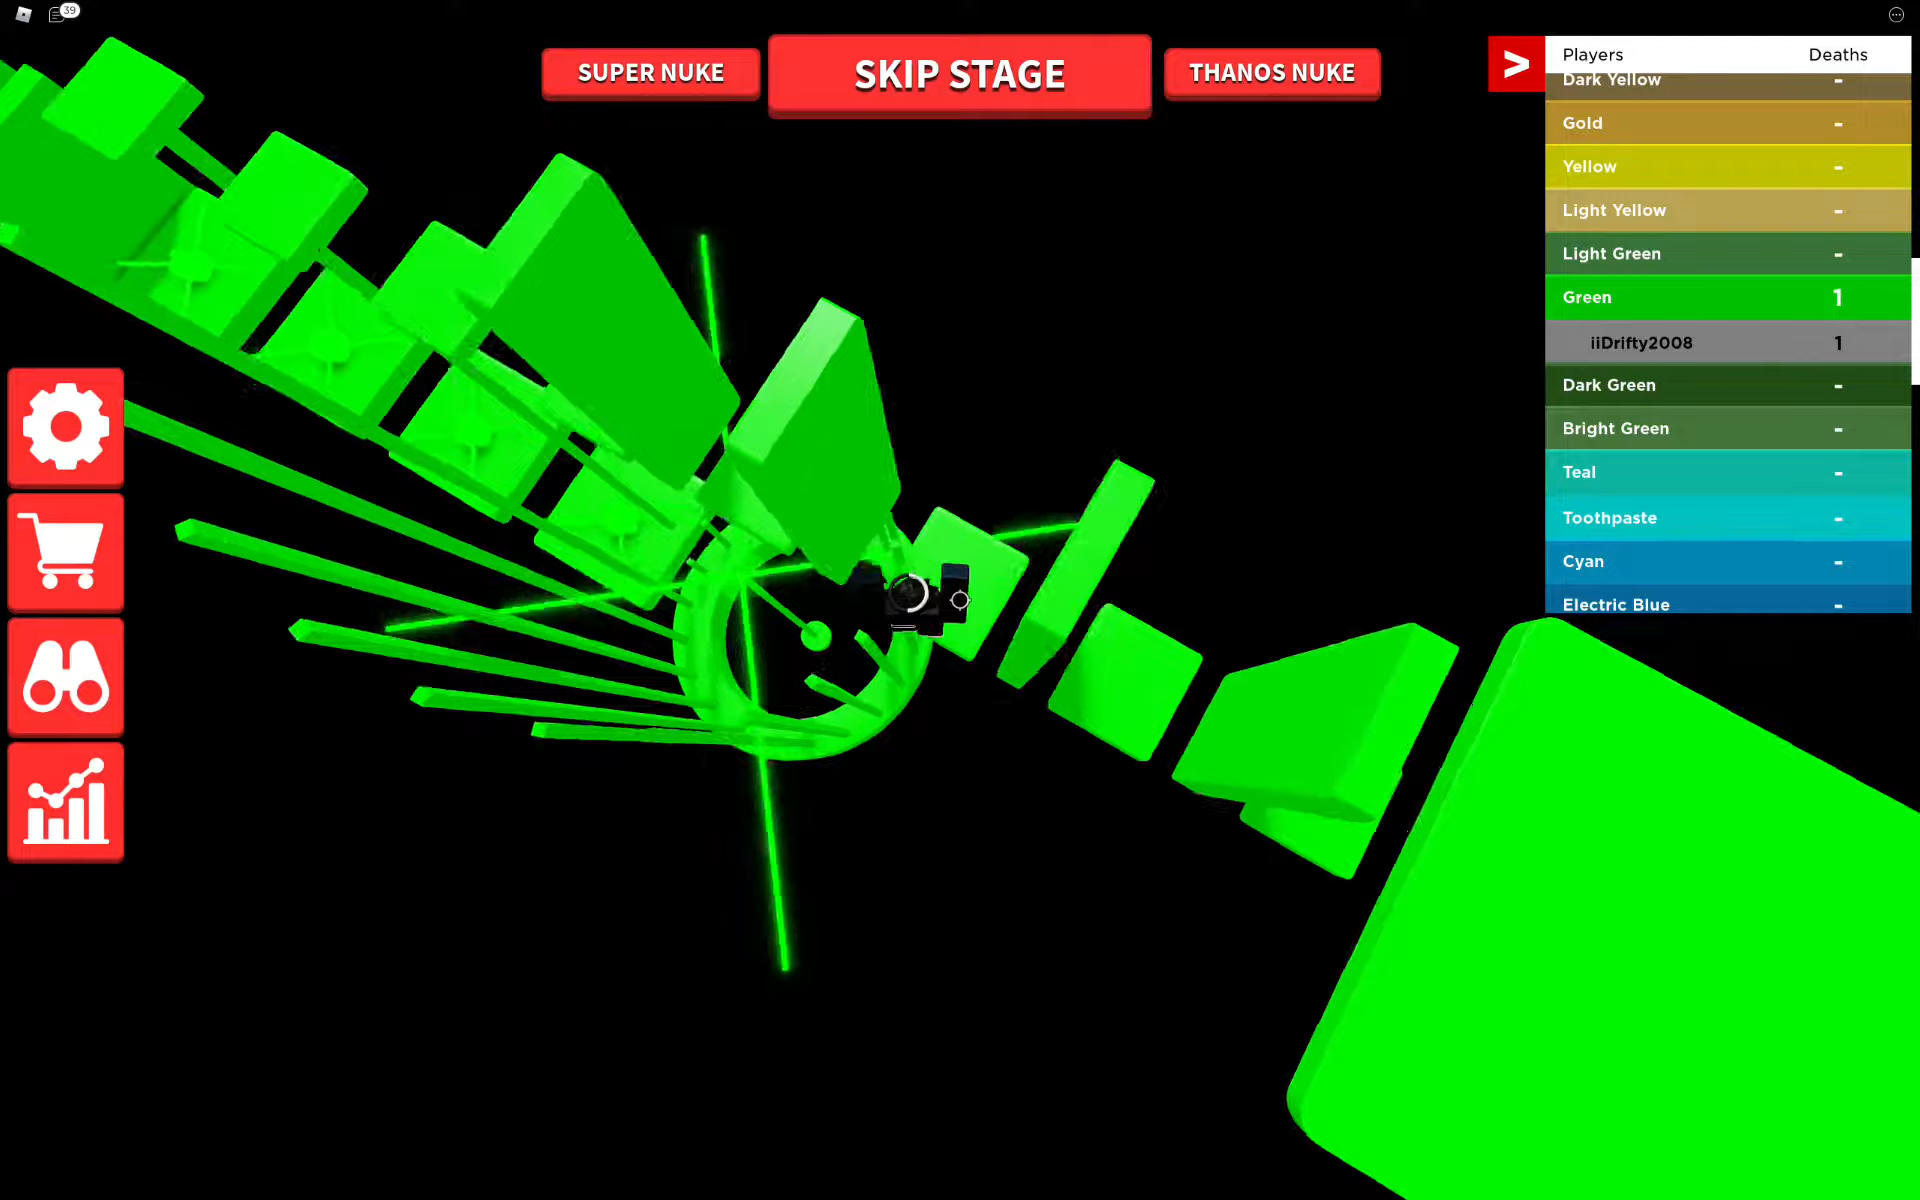 39
SUPER NUKE
SKIP STAGE
THANOS NUKE
>
Players Deaths
Dark Yellow -
Gold -
Yellow -
Light Yellow -
Light Green -
Green 1
iiDrifty2008 1
Dark Green -
Bright Green -
Teal -
Toothpaste -
Cyan -
Electric Blue -